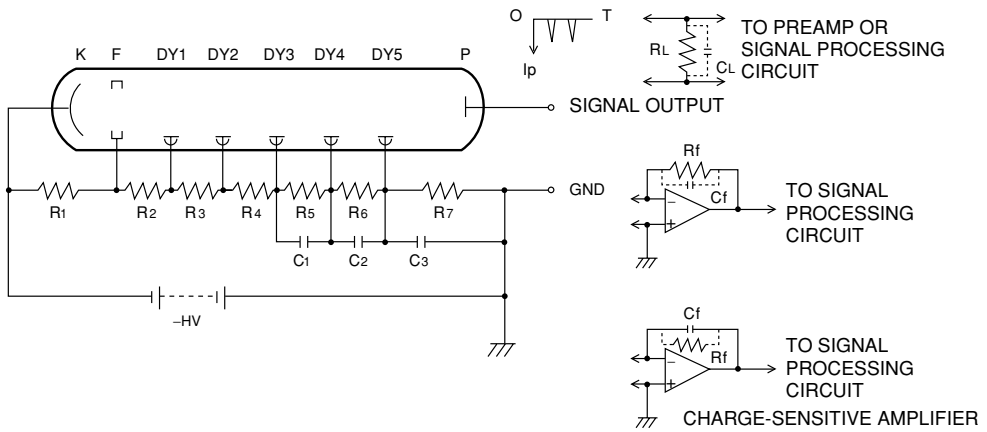 O T
Ip
K F DY1 DY2 DY3 DY4 DY5 P
RL
CL
TO PREAMP OR
SIGNAL PROCESSING
CIRCUIT
SIGNAL OUTPUT
R1 R2 R3 R4 R5 R6 R7
GND
C1 C2 C3
−HV
Rf
Cf
− +
TO SIGNAL
PROCESSING
CIRCUIT
Cf
Rf
− +
TO SIGNAL
PROCESSING
CIRCUIT
CHARGE-SENSITIVE AMPLIFIER